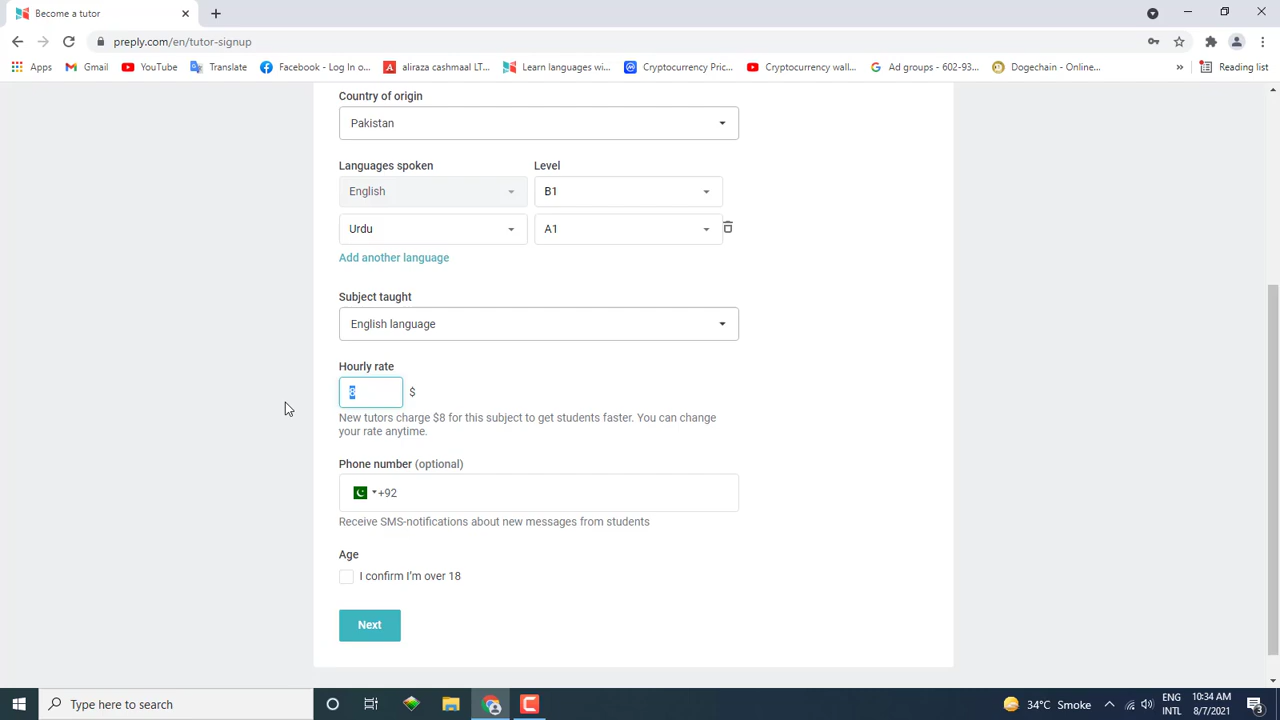 Become a tutor
preply.com/en/tutor-signup
Apps Gmail YouTube Translate Facebook - Log In o... aliraza cashmaal LT... Learn languages wi... Cryptocurrency Pric... Cryptocurrency wall... Ad groups - 602-93... Dogechain - Online... » Reading list
Country of origin
Pakistan
Languages spoken Level
English B1
Urdu A1
Add another language
Subject taught
English language
Hourly rate
8 $
New tutors charge $8 for this subject to get students faster. You can change
your rate anytime.
Phone number (optional)
+92
Receive SMS-notifications about new messages from students
Age
I confirm I'm over 18
Next
Type here to search
34°C Smoke
ENG
INTL
10:34 AM
8/7/2021
3